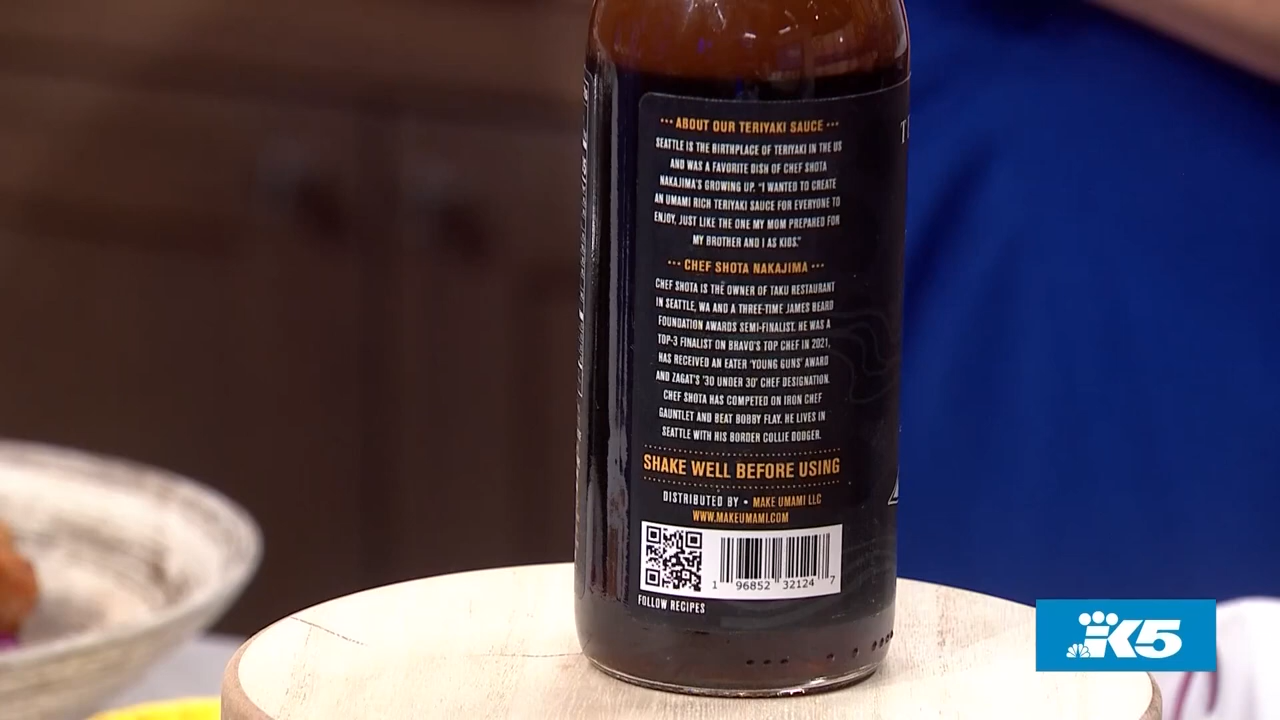 ••• ABOUT OUR TERIYAKI SAUCE •••
SEATTLE IS THE BIRTHPLACE OF TERIYAKI IN THE US
AND WAS A FAVORITE DISH OF CHEF SHOTA
NAKAJIMA'S GROWING UP. "I WANTED TO CREATE
AN UMAMI RICH TERIYAKI SAUCE FOR EVERYONE TO
ENJOY, JUST LIKE THE ONE MY MOM PREPARED FOR
MY BROTHER AND I AS KIDS."
••• CHEF SHOTA NAKAJIMA •••
CHEF SHOTA IS THE OWNER OF TAKU RESTAURANT
IN SEATTLE, WA AND A THREE-TIME JAMES BEARD
FOUNDATION AWARDS SEMI-FINALIST. HE WAS A
TOP-3 FINALIST ON BRAVO'S TOP CHEF IN 2021,
HAS RECEIVED AN EATER 'YOUNG GUNS' AWARD
AND ZAGAT'S '30 UNDER 30' CHEF DESIGNATION.
CHEF SHOTA HAS COMPETED ON IRON CHEF
GAUNTLET AND BEAT BOBBY FLAY. HE LIVES IN
SEATTLE WITH HIS BORDER COLLIE DODGER.
SHAKE WELL BEFORE USING
DISTRIBUTED BY • MAKE UMAMI LLC
WWW.MAKEUMAMI.COM
1 96852 32124 7
FOLLOW RECIPES
K5